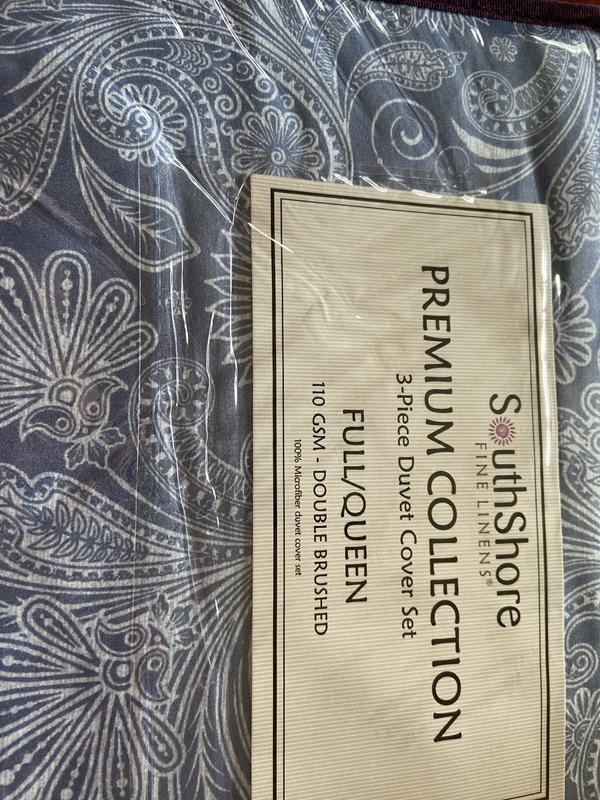 SouthShore
FINE LINENS®
PREMIUM COLLECTION
3-Piece Duvet Cover Set
FULL/QUEEN
110 GSM - DOUBLE BRUSHED
100% Microfiber duvet cover set